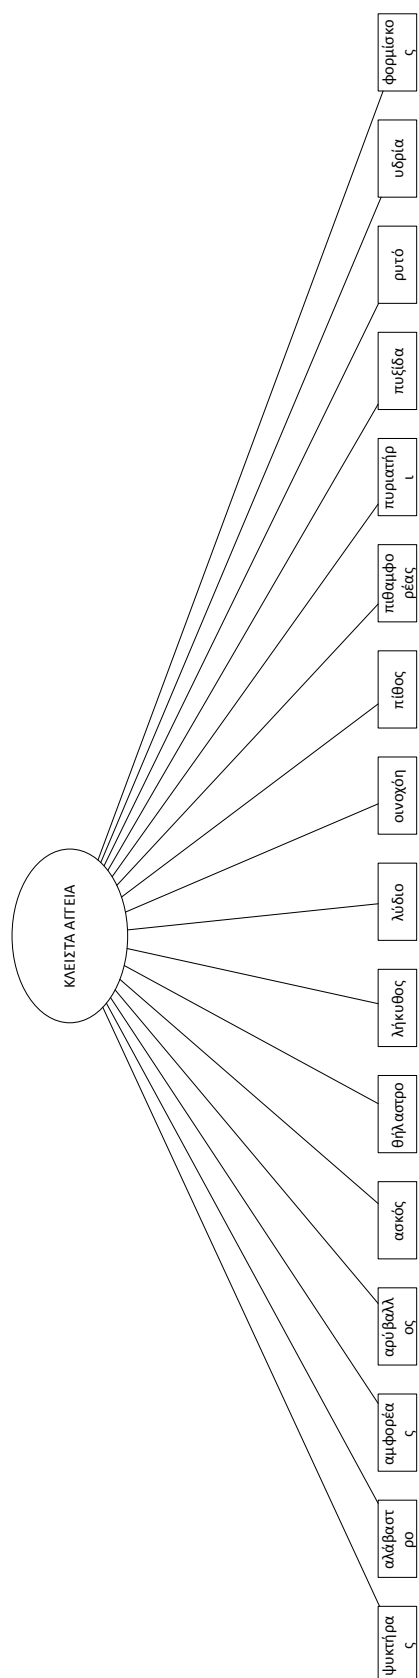 ΚΛΕΙΣΤΑ ΑΓΓΕΙΑ
ψυκτήρα
ς
αλάβαστ
ρο
αμφορέα
ς
αρύβαλλ
ος
ασκός
θήλαστρο
λήκυθος
λύδιο
οινοχόη
πίθος
πιθαμφο
ρέας
πυριατήρ
ι
πυξίδα
ρυτό
υδρία
φορμίσκο
ς